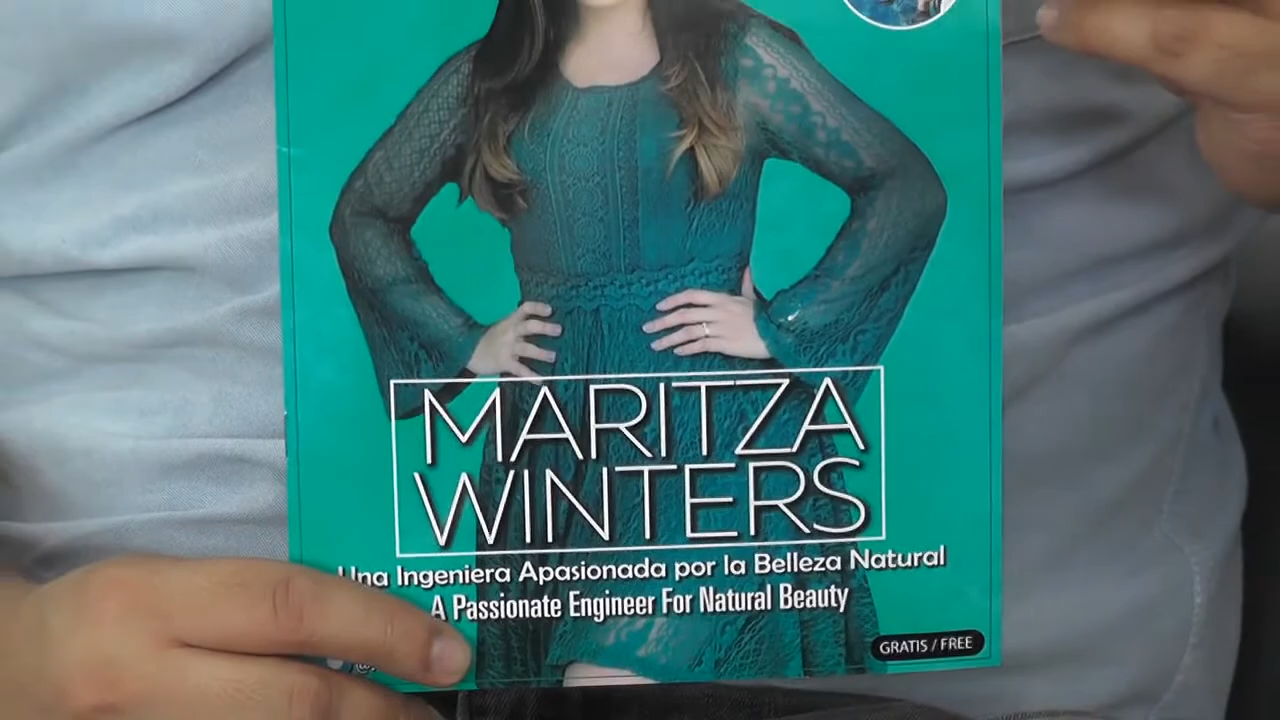 MARITZA
WINTERS
Una Ingeniera Apasionada por la Belleza Natural
A Passionate Engineer For Natural Beauty
GRATIS / FREE